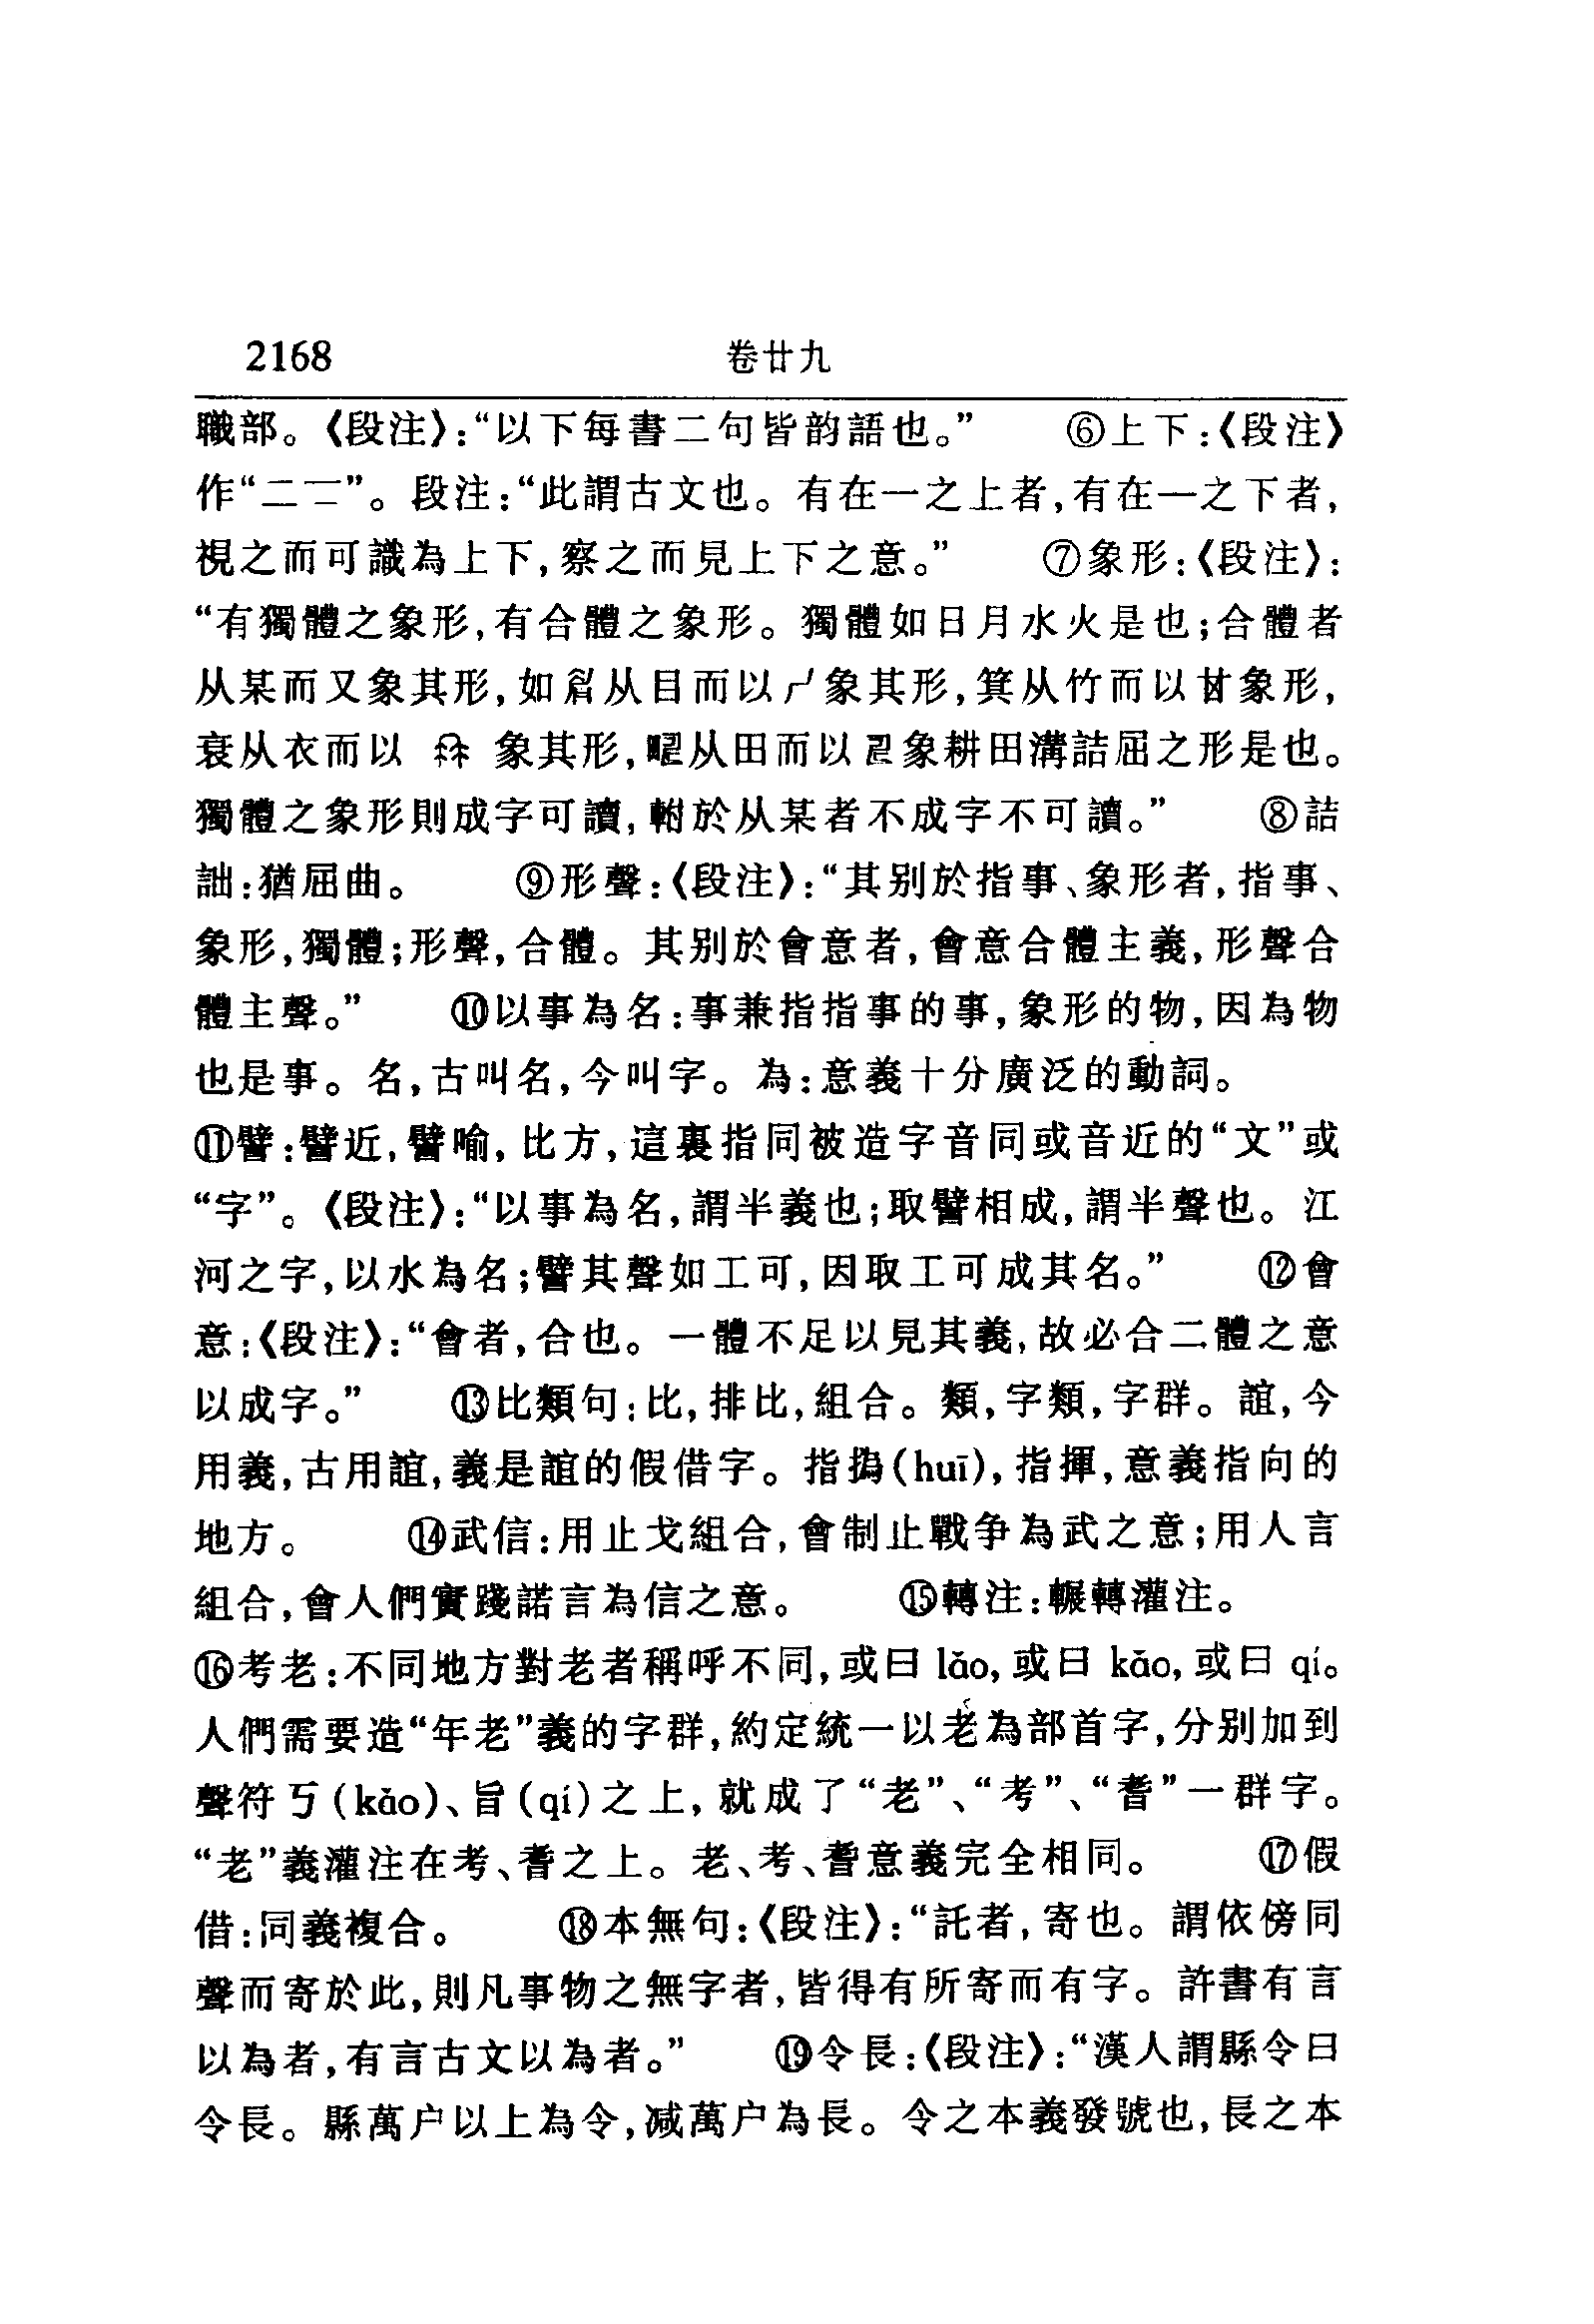 2168 卷廿九
職部。《段注》：“以下每書二句皆韵語也。” ⑥上下：《段注》
作“二𠄟”。段注：“此謂古文也。有在一之上者，有在一之下者，
視之而可識為上下，察之而見上下之意。” ⑦象形：《段注》：
“有獨體之象形，有合體之象形。獨體如日月水火是也；合體者
从某而又象其形，如眉从目而以𠃜象其形，箕从竹而以𠀠象形，
衰从衣而以 象其形，𤲮从田而以 象耕田溝詰屈之形是也。
獨體之象形則成字可讀，軵於从某者不成字不可讀。” ⑧詰
詘：猶屈曲。 ⑨形聲：《段注》：“其别於指事、象形者，指事、
象形，獨體；形聲，合體。其别於會意者，會意合體主義，形聲合
體主聲。” ⑩以事為名：事兼指指事的事，象形的物，因為物
也是事。名，古叫名，今叫字。為：意義十分廣泛的動詞。
⑪譬：譬近，譬喻，比方，這裏指同被造字音同或音近的“文”或
“字”。《段注》：“以事為名，謂半義也；取譬相成，謂半聲也。江
河之字，以水為名；譬其聲如工可，因取工可成其名。” ⑫會
意：《段注》：“會者，合也。一體不足以見其義，故必合二體之意
以成字。” ⑬比類句：比，排比，組合。類，字類，字群。誼，今
用義，古用誼，義是誼的假借字。指撝(huī)，指揮，意義指向的
地方。 ⑭武信：用止戈組合，會制止戰争為武之意；用人言
組合，會人們實踐諾言為信之意。 ⑮轉注：輾轉灌注。
⑯考老：不同地方對老者稱呼不同，或曰 lǎo，或曰 kǎo，或曰 qí。
人們需要造“年老”義的字群，約定統一以老為部首字，分别加到
聲符丂(kǎo)、旨(qí)之上，就成了“老”、“考”、“耆”一群字。
“老”義灌注在考、耆之上。老、考、耆意義完全相同。 ⑰假
借：同義複合。 ⑱本無句：《段注》：“託者，寄也。謂依傍同
聲而寄於此，則凡事物之無字者，皆得有所寄而有字。許書有言
以為者，有言古文以為者。” ⑲令長：《段注》：“漢人謂縣令曰
令長。縣萬户以上為令，减萬户為長。令之本義發號也，長之本